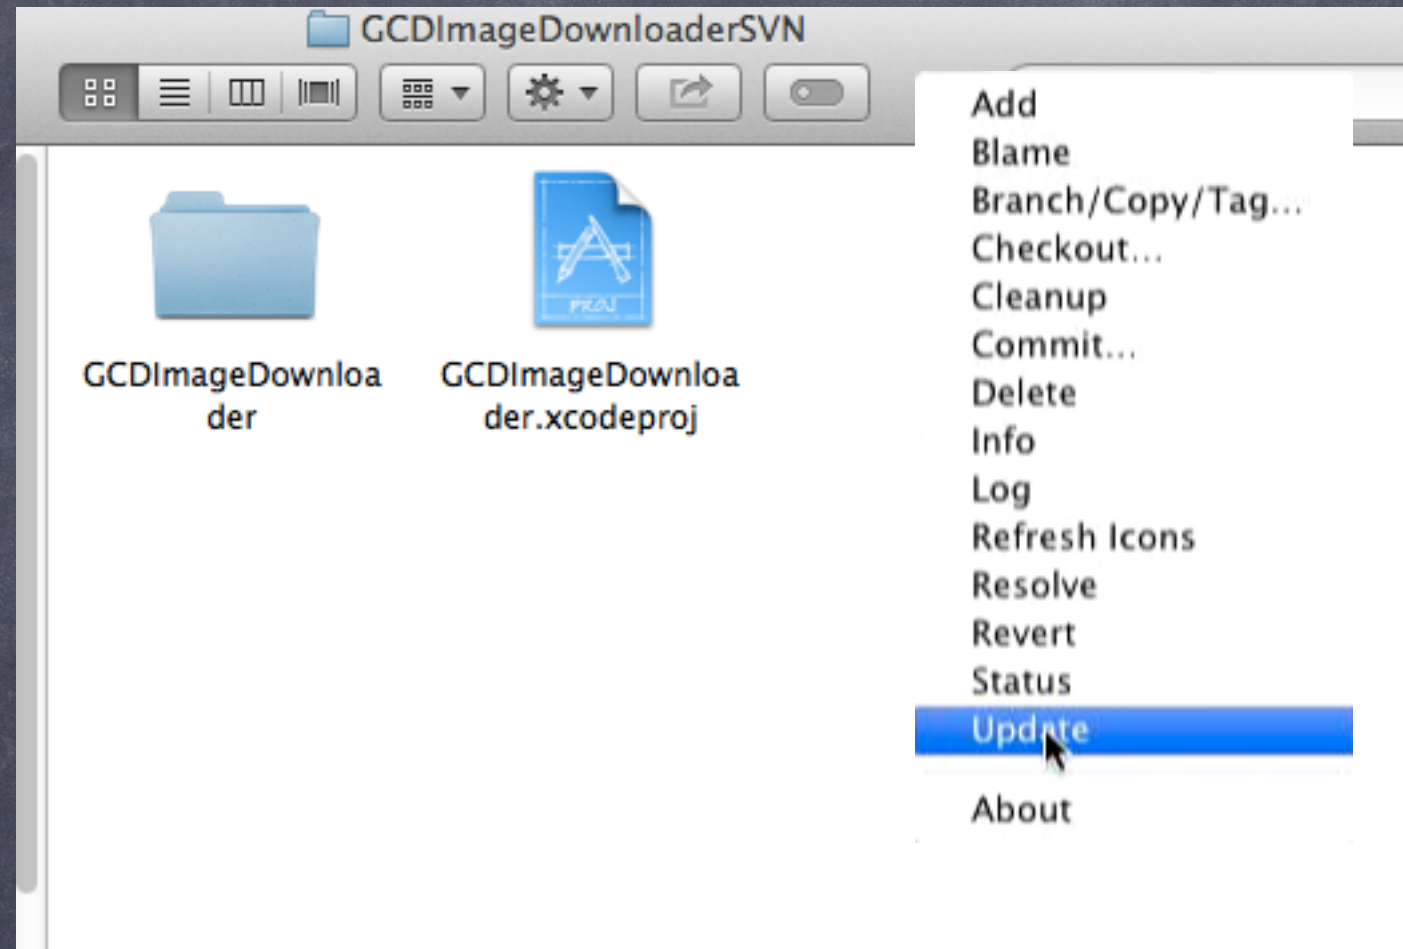 GCDImageDownloaderSVN
GCDImageDownloa
der
GCDImageDownloa
der.xcodeproj
PROJ
Add
Blame
Branch/Copy/Tag...
Checkout...
Cleanup
Commit...
Delete
Info
Log
Refresh Icons
Resolve
Revert
Status
Update
About